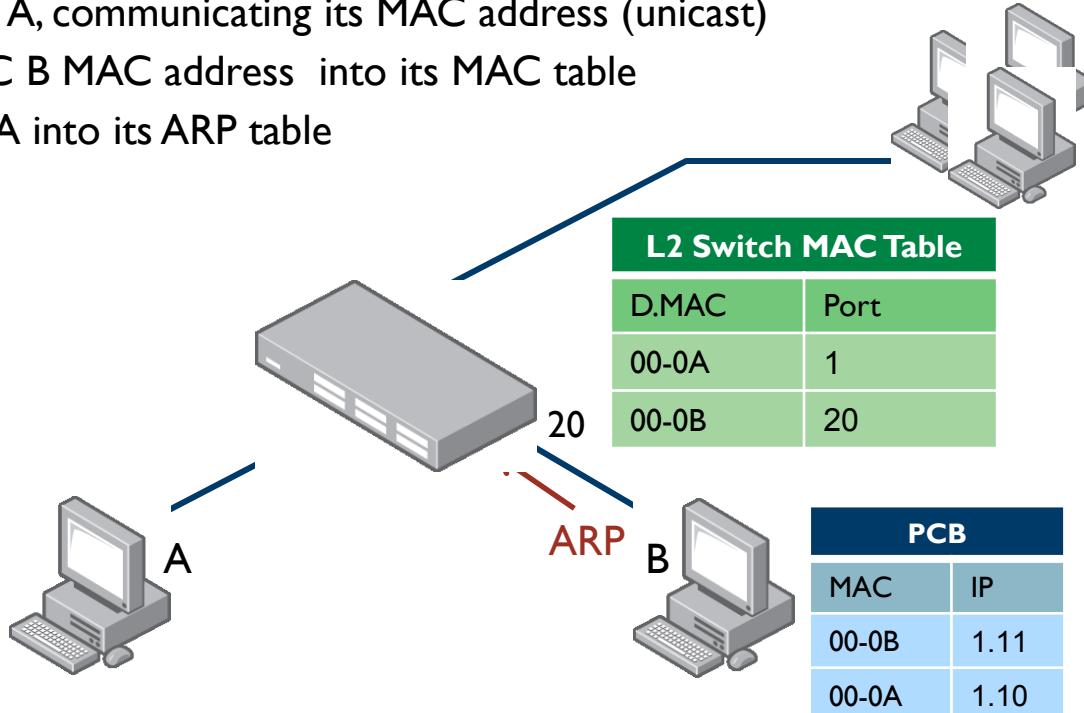 A, communicating its MAC address (unicast)
C B MAC address into its MAC table
A into its ARP table
L2 Switch MAC Table
D.MAC Port
00-0A 1
00-0B 20
20
A
ARP
B
PCB
MAC IP
00-0B 1.11
00-0A 1.10